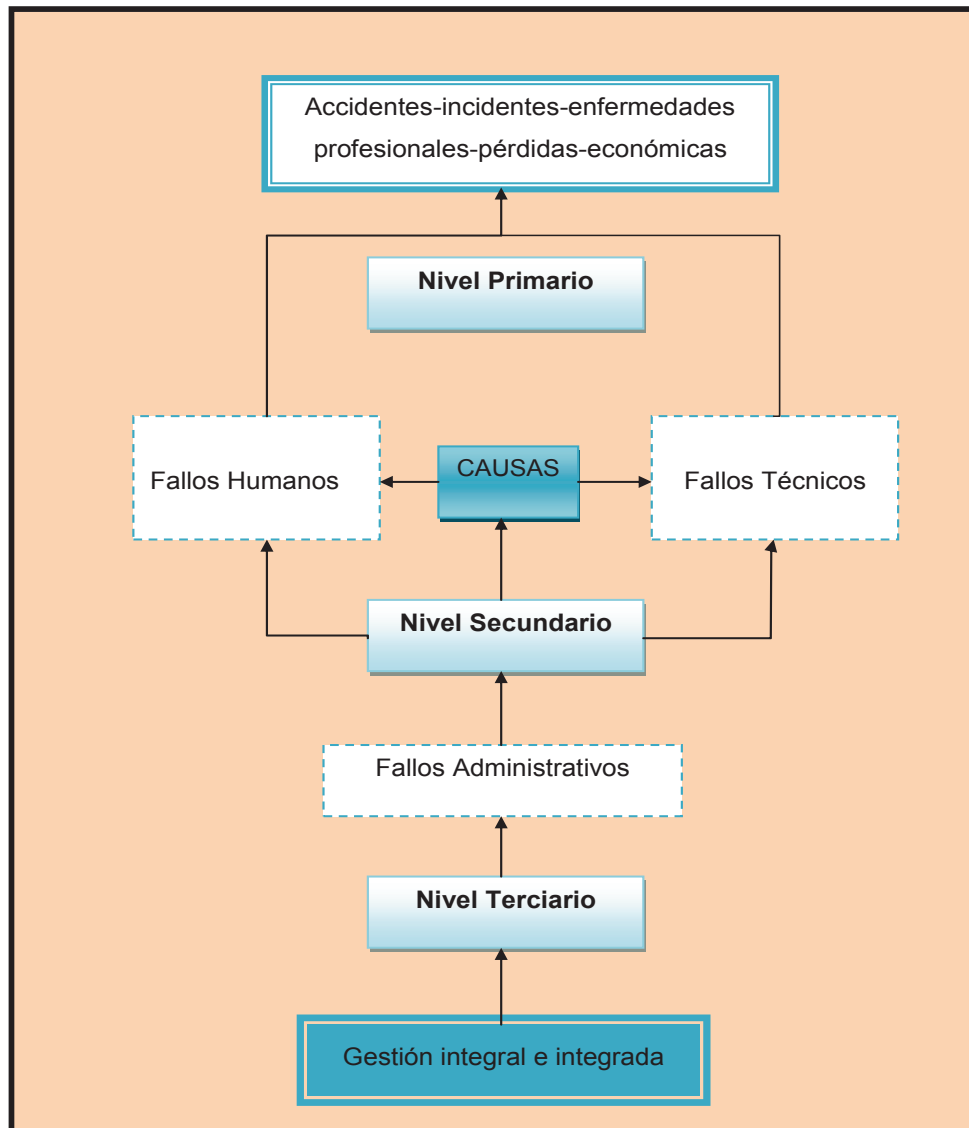 Accidentes-incidentes-enfermedades
profesionales-pérdidas-económicas
Nivel Primario
Fallos Humanos
CAUSAS
Fallos Técnicos
Nivel Secundario
Fallos Administrativos
Nivel Terciario
Gestión integral e integrada